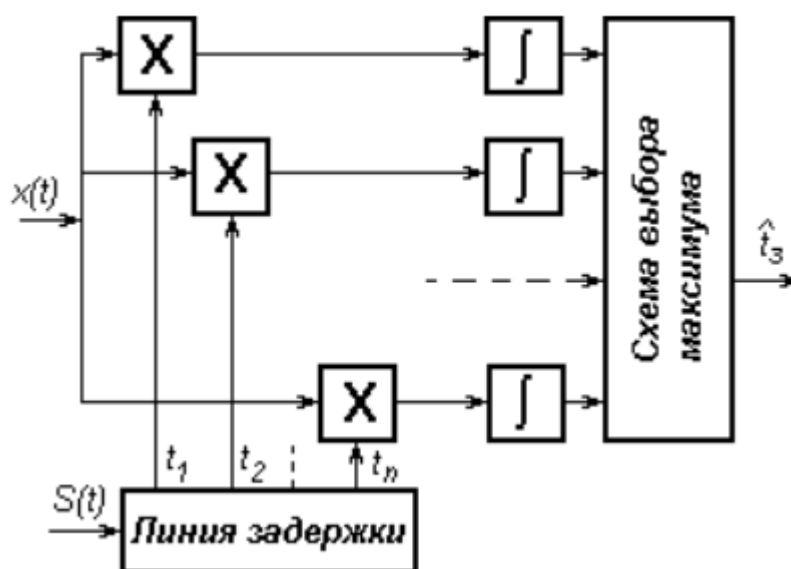 X
∫
X
∫
x(t)
Схема выбора
максимума
t̂з
X
∫
t1
t2
tn
S(t)
Линия задержки